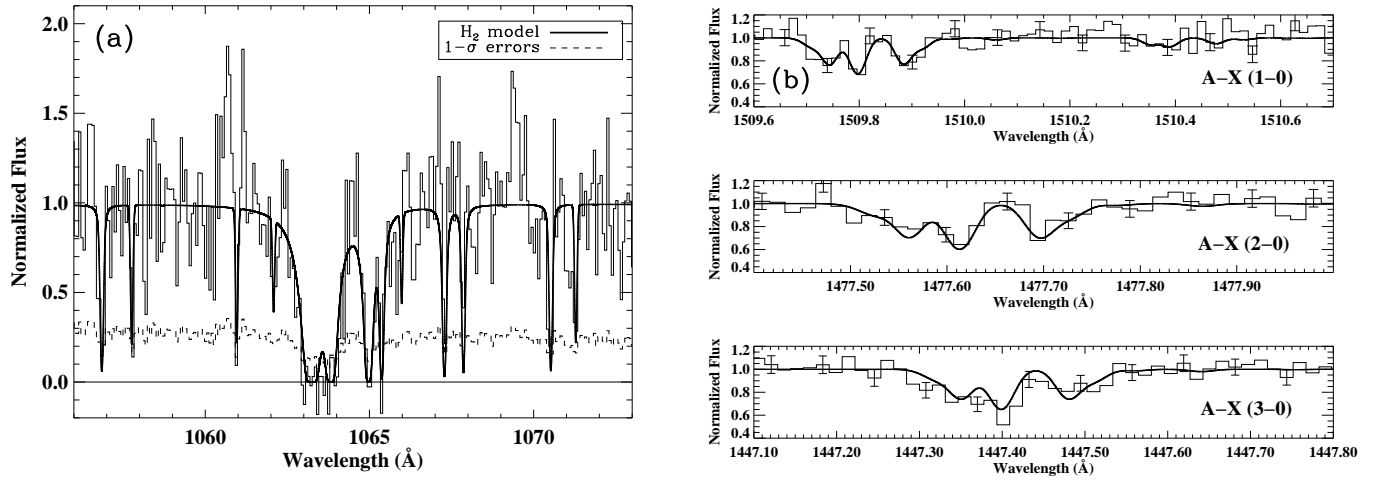 (a)
H₂ model
1-σ errors
Normalized Flux
2.0
1.5
1.0
0.5
0.0
1060 1065 1070
Wavelength (Å)
(b)
Normalized Flux
1.2
1.0
0.8
0.6
0.4
A-X (1-0)
1509.6 1509.8 1510.0 1510.2 1510.4 1510.6
Wavelength (Å)
Normalized Flux
1.2
1.0
0.8
0.6
0.4
A-X (2-0)
1477.50 1477.60 1477.70 1477.80 1477.90
Wavelength (Å)
Normalized Flux
1.2
1.0
0.8
0.6
0.4
A-X (3-0)
1447.10 1447.20 1447.30 1447.40 1447.50 1447.60 1447.70 1447.80
Wavelength (Å)